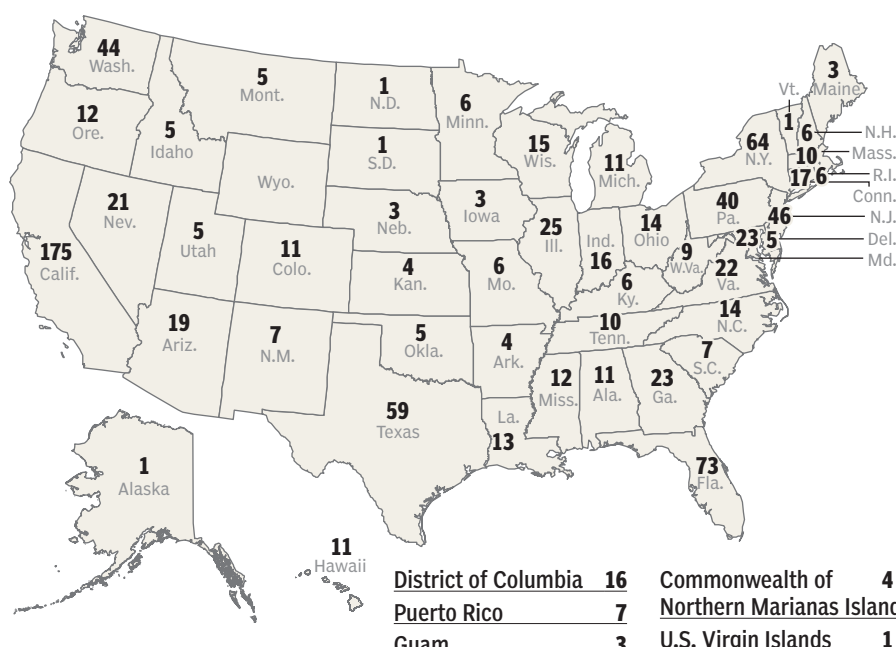 44
Wash.
5
Mont.
1
N.D.
6
Minn.
3
Maine
Vt.
1
6
N.H.
12
Ore.
5
Idaho
1
S.D.
15
Wis.
11
Mich.
64
N.Y.
10
Mass.
17
6
R.I.
Conn.
Wyo.
21
Nev.
5
Utah
11
Colo.
3
Neb.
3
Iowa
25
Ill.
Ind.
16
14
Ohio
40
Pa.
46
N.J.
23
5
Del.
Md.
175
Calif.
4
Kan.
6
Mo.
6
Ky.
9
W.Va.
22
Va.
19
Ariz.
7
N.M.
5
Okla.
4
Ark.
10
Tenn.
14
N.C.
7
S.C.
59
Texas
La.
13
12
Miss.
11
Ala.
23
Ga.
73
Fla.
1
Alaska
11
Hawaii
District of Columbia 16
Puerto Rico 7
Guam 3
Commonwealth of 4
Northern Marianas Island
U.S. Virgin Islands 1